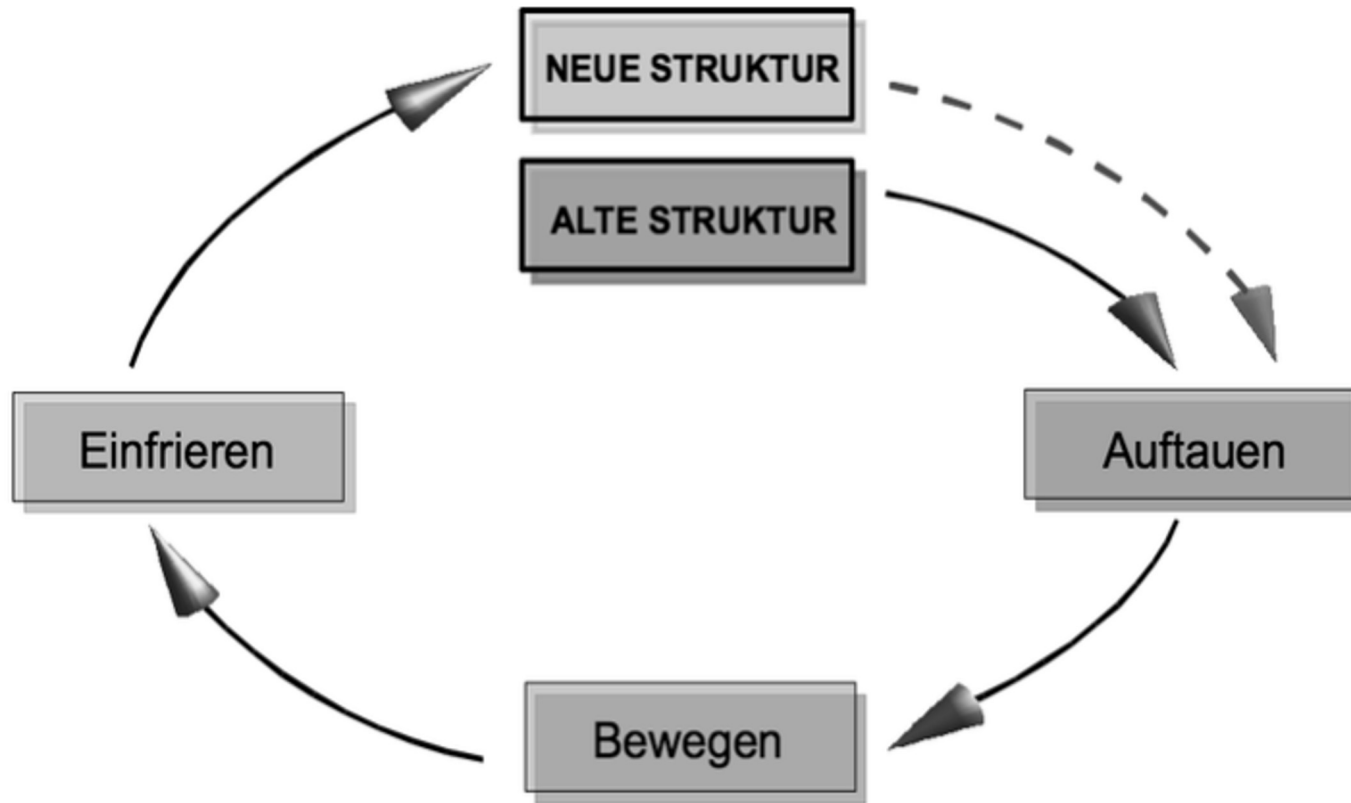 NEUE STRUKTUR
ALTE STRUKTUR
Einfrieren
Auftauen
Bewegen